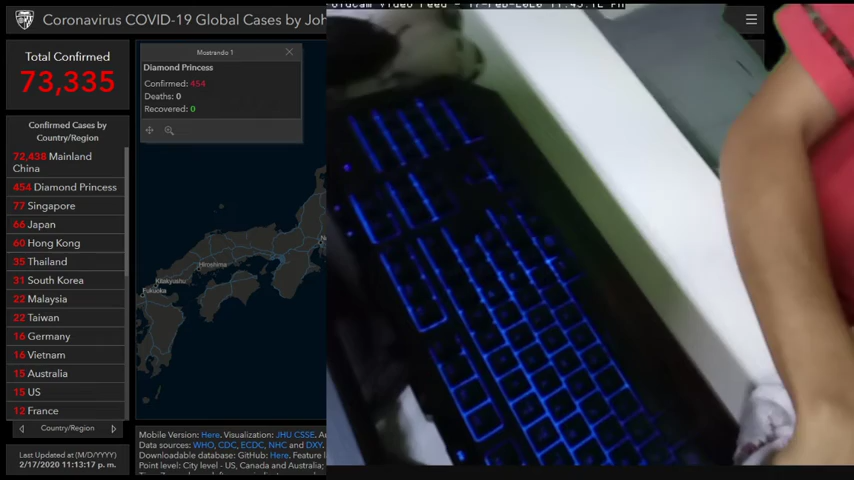 Coronavirus COVID-19 Global Cases by Joh
Total Confirmed
73,335
Confirmed Cases by
Country/Region
72,438 Mainland
China
454 Diamond Princess
77 Singapore
66 Japan
60 Hong Kong
35 Thailand
31 South Korea
22 Malaysia
22 Taiwan
16 Germany
16 Vietnam
15 Australia
15 US
12 France
Country/Region
Last Updated at (M/D/YYYY)
2/17/2020 11:13:17 p. m.
Mostrando 1
Diamond Princess
Confirmed: 454
Deaths: 0
Recovered: 0
Hiroshima
Kitakyushu
Fukuoka
Mobile Version: Here. Visualization: JHU CSSE. Au
Data sources: WHO, CDC, ECDC, NHC and DXY.
Downloadable database: GitHub: Here. Feature la
Point level: City level - US, Canada and Australia;